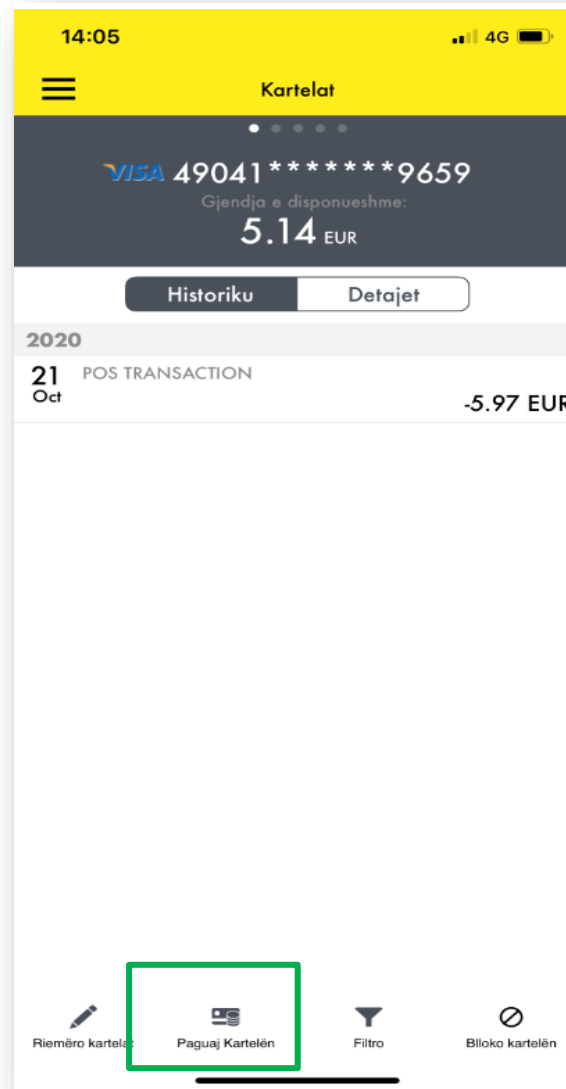 14:05 4G
Kartelat
VISA 49041*******9659
Gjendja e disponueshme:
5.14 EUR
Historiku Detajet
2020
21 POS TRANSACTION
Oct
-5.97 EUR
Riemëro kartelat Paguaj Kartelën Filtro Blloko kartelën